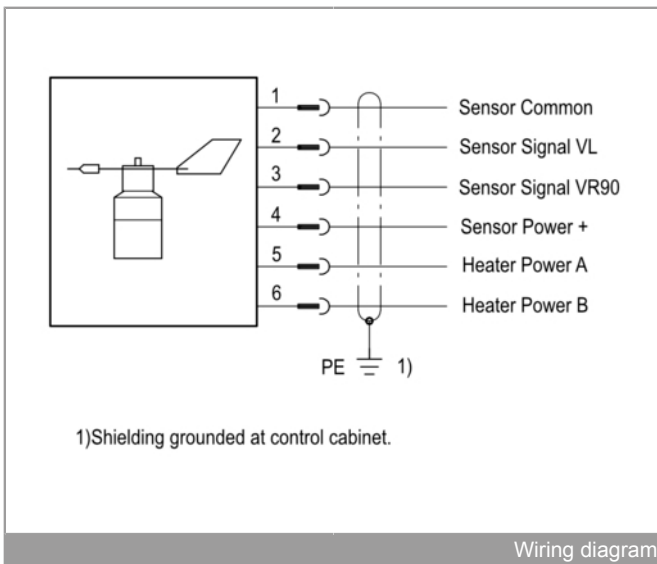 1 Sensor Common
2 Sensor Signal VL
3 Sensor Signal VR90
4 Sensor Power +
5 Heater Power A
6 Heater Power B
PE 1)
1)Shielding grounded at control cabinet.
Wiring diagram